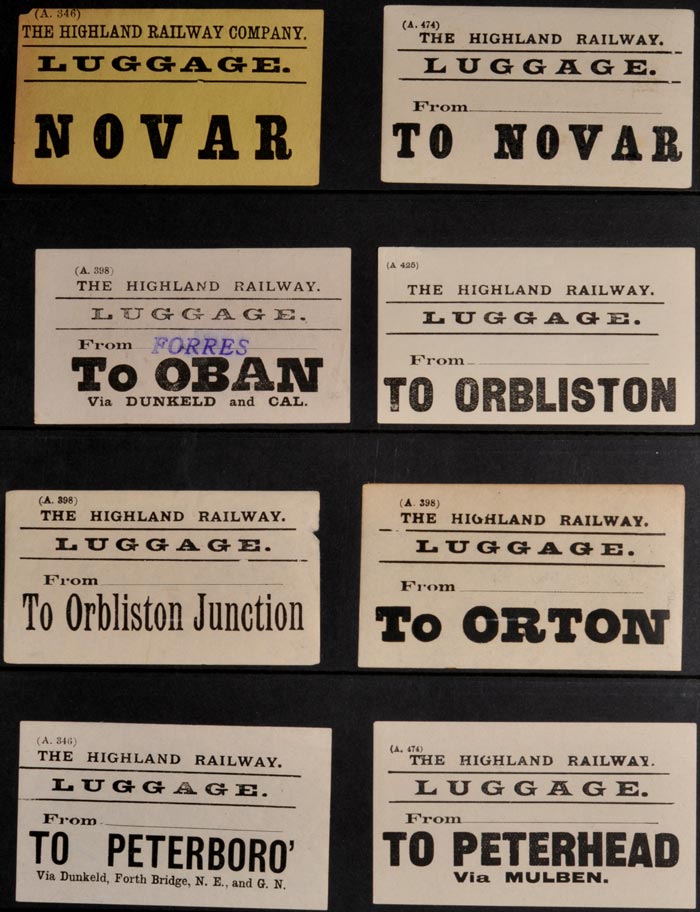 (A. 346)
THE HIGHLAND RAILWAY COMPANY.
LUGGAGE.
NOVAR
(A. 474)
THE HIGHLAND RAILWAY.
LUGGAGE.
From
TO NOVAR
(A. 398)
THE HIGHLAND RAILWAY.
LUGGAGE.
From FORRES
To OBAN
Via DUNKELD and CAL.
(A 425)
THE HIGHLAND RAILWAY.
LUGGAGE.
From
TO ORBLISTON
(A. 398)
THE HIGHLAND RAILWAY.
LUGGAGE.
From
To Orbliston Junction
(A. 398)
THE HIGHLAND RAILWAY.
LUGGAGE.
From
To ORTON
(A. 346)
THE HIGHLAND RAILWAY.
LUGGAGE.
From
TO PETERBORO'
Via Dunkeld, Forth Bridge, N. E., and G. N.
(A. 474)
THE HIGHLAND RAILWAY.
LUGGAGE.
From
TO PETERHEAD
Via MULBEN.